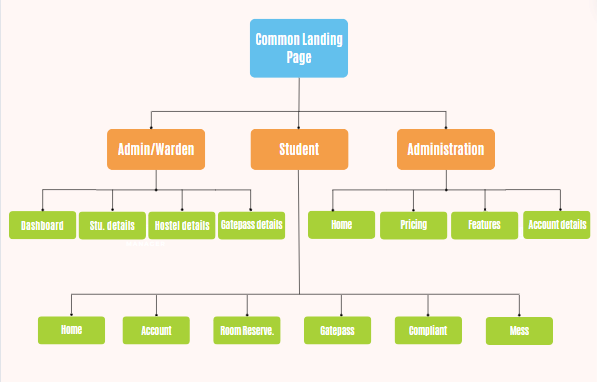 Common Landing
Page
Admin/Warden
Student
Administration
Dashboard
Stu. details
Hostel details
Gatepass details
Home
Pricing
Features
Account details
Home
Account
Room Reserve.
Gatepass
Compliant
Mess